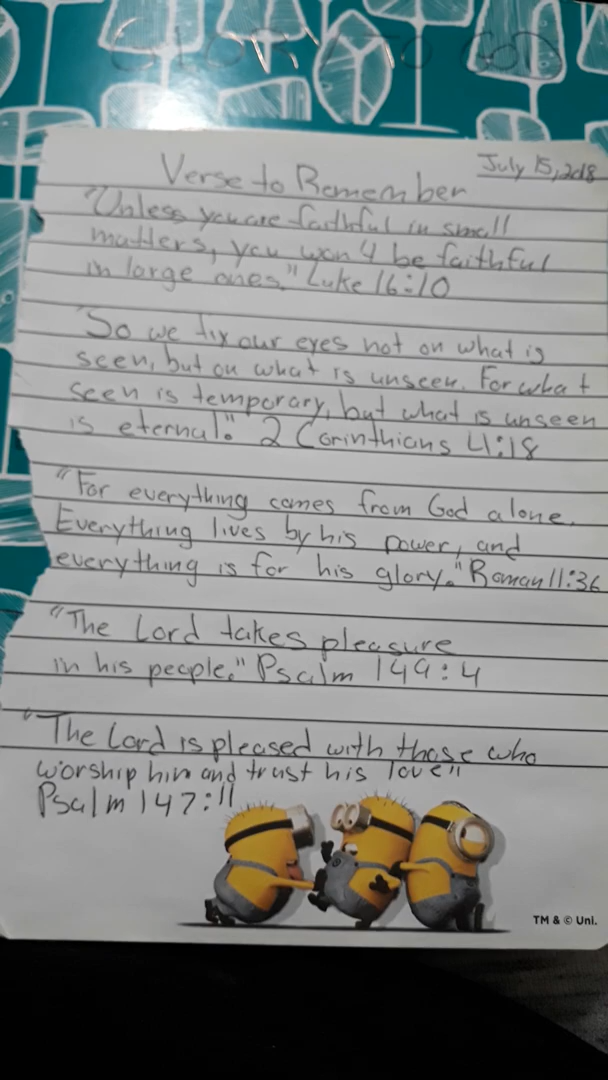 GLORY TO GOD
July 15, 2018
Verse to Remember
"Unless you are faithful in small
matters, you won't be faithful
in large ones." Luke 16:10
"So we fix our eyes not on what is
seen, but on what is unseen. For what
seen is temporary, but what is unseen
is eternal." 2 Corinthians 4:18
"For everything comes from God alone.
Everything lives by his power, and
everything is for his glory." Roman 11:36
"The Lord takes pleasure
in his people." Psalm 149:4
"The Lord is pleased with those who
worship him and trust his love"
Psalm 147:11
TM & © Uni.